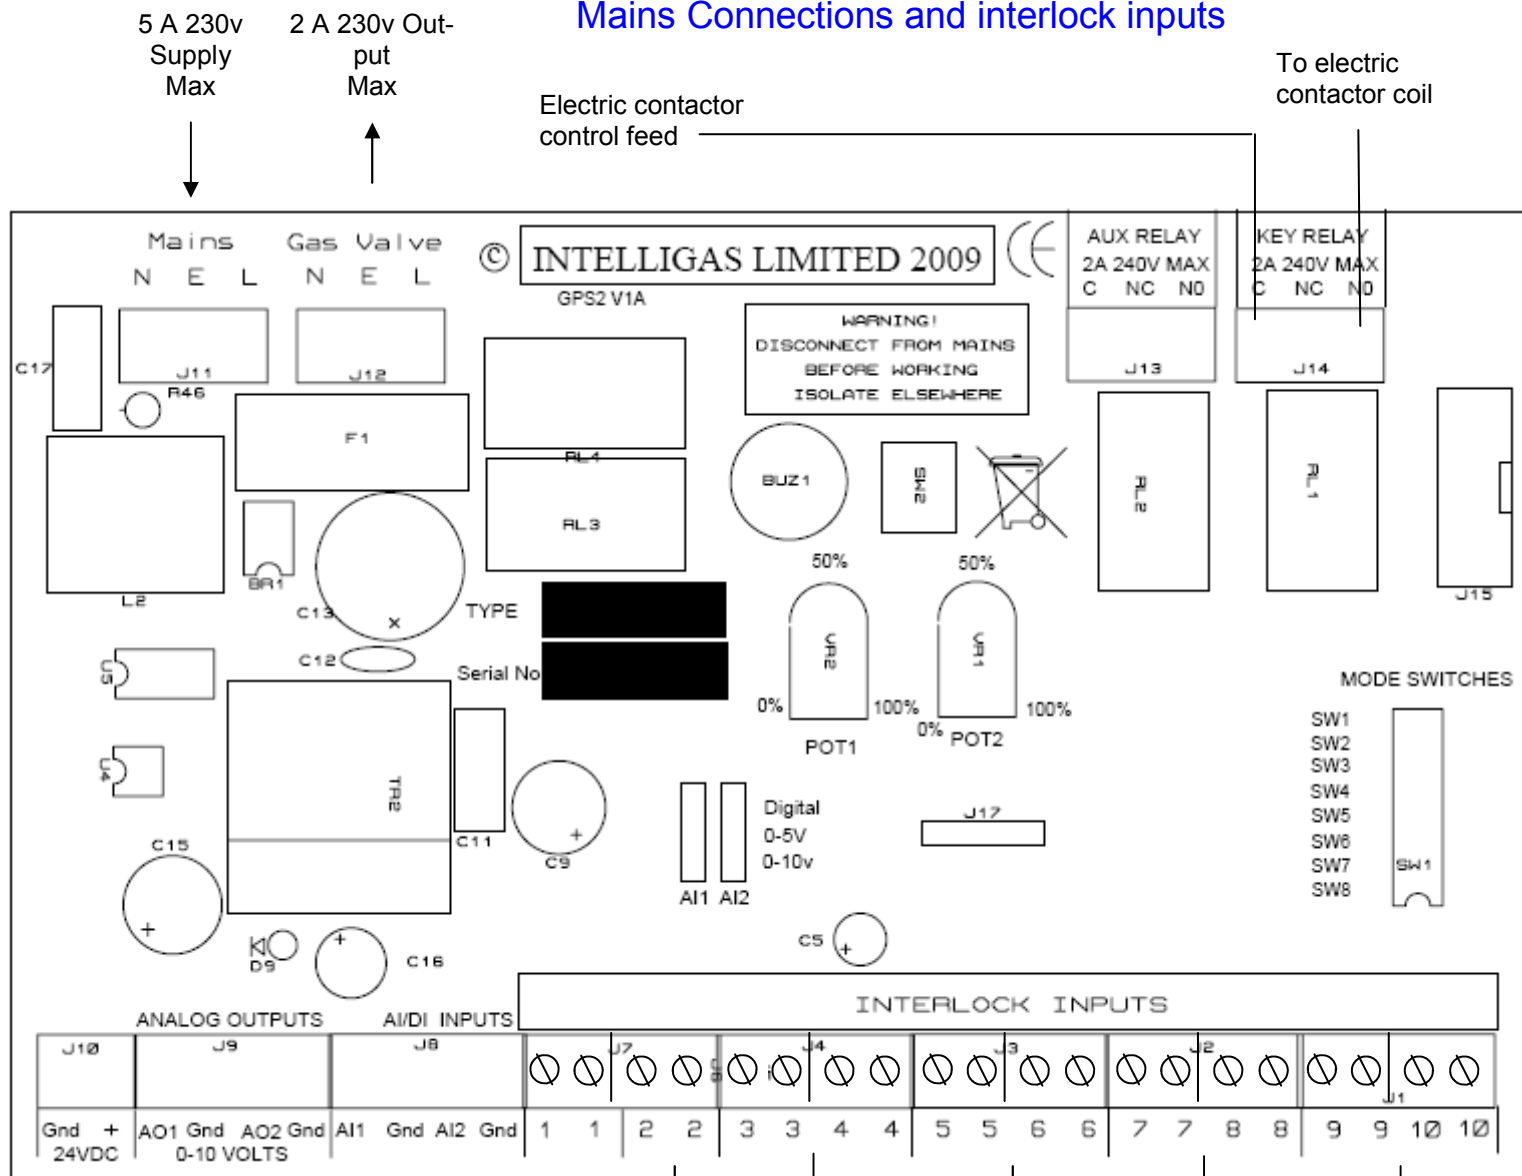 Mains Connections and interlock inputs
5 A 230v
Supply
Max
2 A 230v Out-
put
Max
Electric contactor
control feed
To electric
contactor coil
Mains
N E L
Gas Valve
N E L
© INTELLIGAS LIMITED 2009
GPS2 V1A
CE
AUX RELAY
2A 240V MAX
C NC N0
KEY RELAY
2A 240V MAX
C NC N0
WARNING!
DISCONNECT FROM MAINS
BEFORE WORKING
ISOLATE ELSEWHERE
C17
J11
J12
J13
J14
R46
F1
RL4
RL3
BUZ1
SW2
RL2
RL1
J15
L2
BR1
C13
TYPE
C12
Serial No
U5
50%
50%
VR2
VR1
0%
100%
0%
100%
POT1
POT2
MODE SWITCHES
SW1
SW2
SW3
SW4
SW5
SW6
SW7
SW8
SW1
U4
TR2
C11
C9
Digital
0-5V
0-10v
AI1 AI2
J17
C15
C5
D9
C16
INTERLOCK INPUTS
ANALOG OUTPUTS
AI/DI INPUTS
J10
J9
J8
J7
J4
J3
J2
J1
Gnd +
24VDC
AO1 Gnd AO2 Gnd
0-10 VOLTS
AI1 Gnd AI2 Gnd
1 1 2 2 3 3 4 4 5 5 6 6 7 7 8 8 9 9 10 10